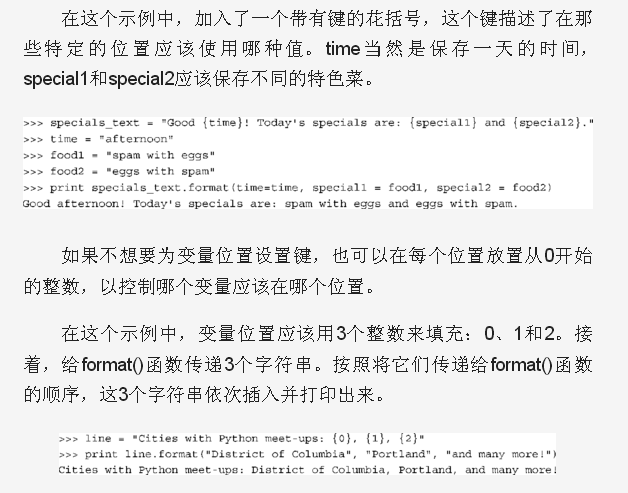 在这个示例中，加入了一个带有键的花括号，这个键描述了在那
些特定的位置应该使用哪种值。time当然是保存一天的时间，
special1和special2应该保存不同的特色菜。
>>> specials_text = "Good {time}! Today's specials are: {special1} and {special2}."
>>> time = "afternoon"
>>> food1 = "spam with eggs"
>>> food2 = "eggs with spam"
>>> print specials_text.format(time=time, special1 = food1, special2 = food2)
Good afternoon! Today's specials are: spam with eggs and eggs with spam.
如果不想要为变量位置设置键，也可以在每个位置放置从0开始
的整数，以控制哪个变量应该在哪个位置。
在这个示例中，变量位置应该用3个整数来填充：0、1和2。接
着，给format()函数传递3个字符串。按照将它们传递给format()函数
的顺序，这3个字符串依次插入并打印出来。
>>> line = "Cities with Python meet-ups: {0}, {1}, {2}"
>>> print line.format("District of Columbia", "Portland", "and many more!")
Cities with Python meet-ups: District of Columbia, Portland, and many more!